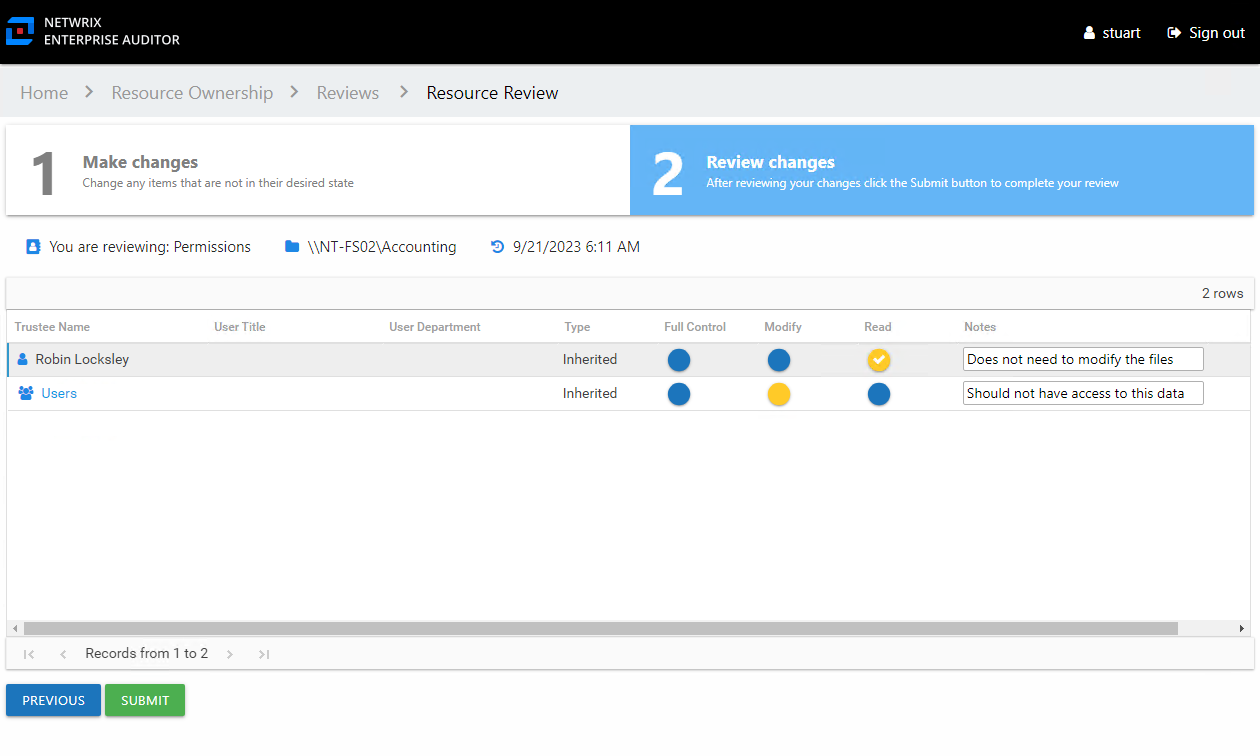 NETWRIX
ENTERPRISE AUDITOR
stuart Sign out
Home Resource Ownership Reviews Resource Review
1 Make changes
Change any items that are not in their desired state
2 Review changes
After reviewing your changes click the Submit button to complete your review
You are reviewing: Permissions \\NT-FS02\Accounting 9/21/2023 6:11 AM
2 rows
Trustee Name User Title User Department Type Full Control Modify Read Notes
Robin Locksley Inherited Does not need to modify the files
Users Inherited Should not have access to this data
Records from 1 to 2
PREVIOUS SUBMIT